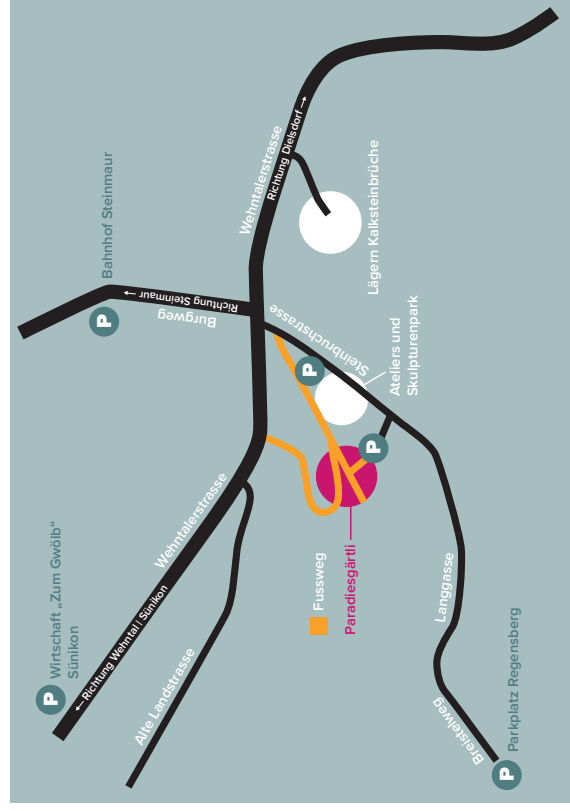 P
Wirtschaft „Zum Gwölb“
Sünikon
← Richtung Wehntal | Sünikon
Wehntalerstrasse
Alte Landstrasse
P
Bahnhof Steinmaur
Richtung Steinmaur →
Burgweg
Wehntalerstrasse
Richtung Dielsdorf →
Lägern Kalksteinbrüche
Steinbruchstrasse
P
Ateliers und
Skulpturenpark
P
Fussweg
Paradiesgärtli
Langgasse
Breistelweg
P
Parkplatz Regensberg